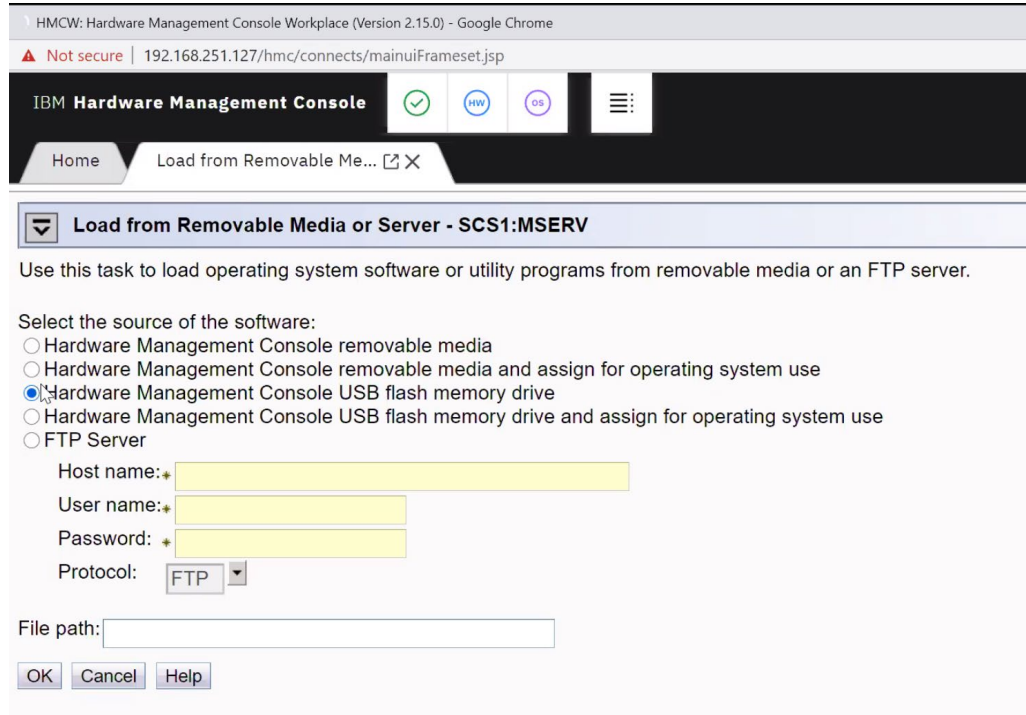 HMCW: Hardware Management Console Workplace (Version 2.15.0) - Google Chrome
Not secure | 192.168.251.127/hmc/connects/mainuiFrameset.jsp
IBM Hardware Management Console
HW
OS
Home
Load from Removable Me...
Load from Removable Media or Server - SCS1:MSERV
Use this task to load operating system software or utility programs from removable media or an FTP server.
Select the source of the software:
Hardware Management Console removable media
Hardware Management Console removable media and assign for operating system use
Hardware Management Console USB flash memory drive
Hardware Management Console USB flash memory drive and assign for operating system use
FTP Server
Host name:
User name:
Password:
Protocol: FTP
File path:
OK Cancel Help